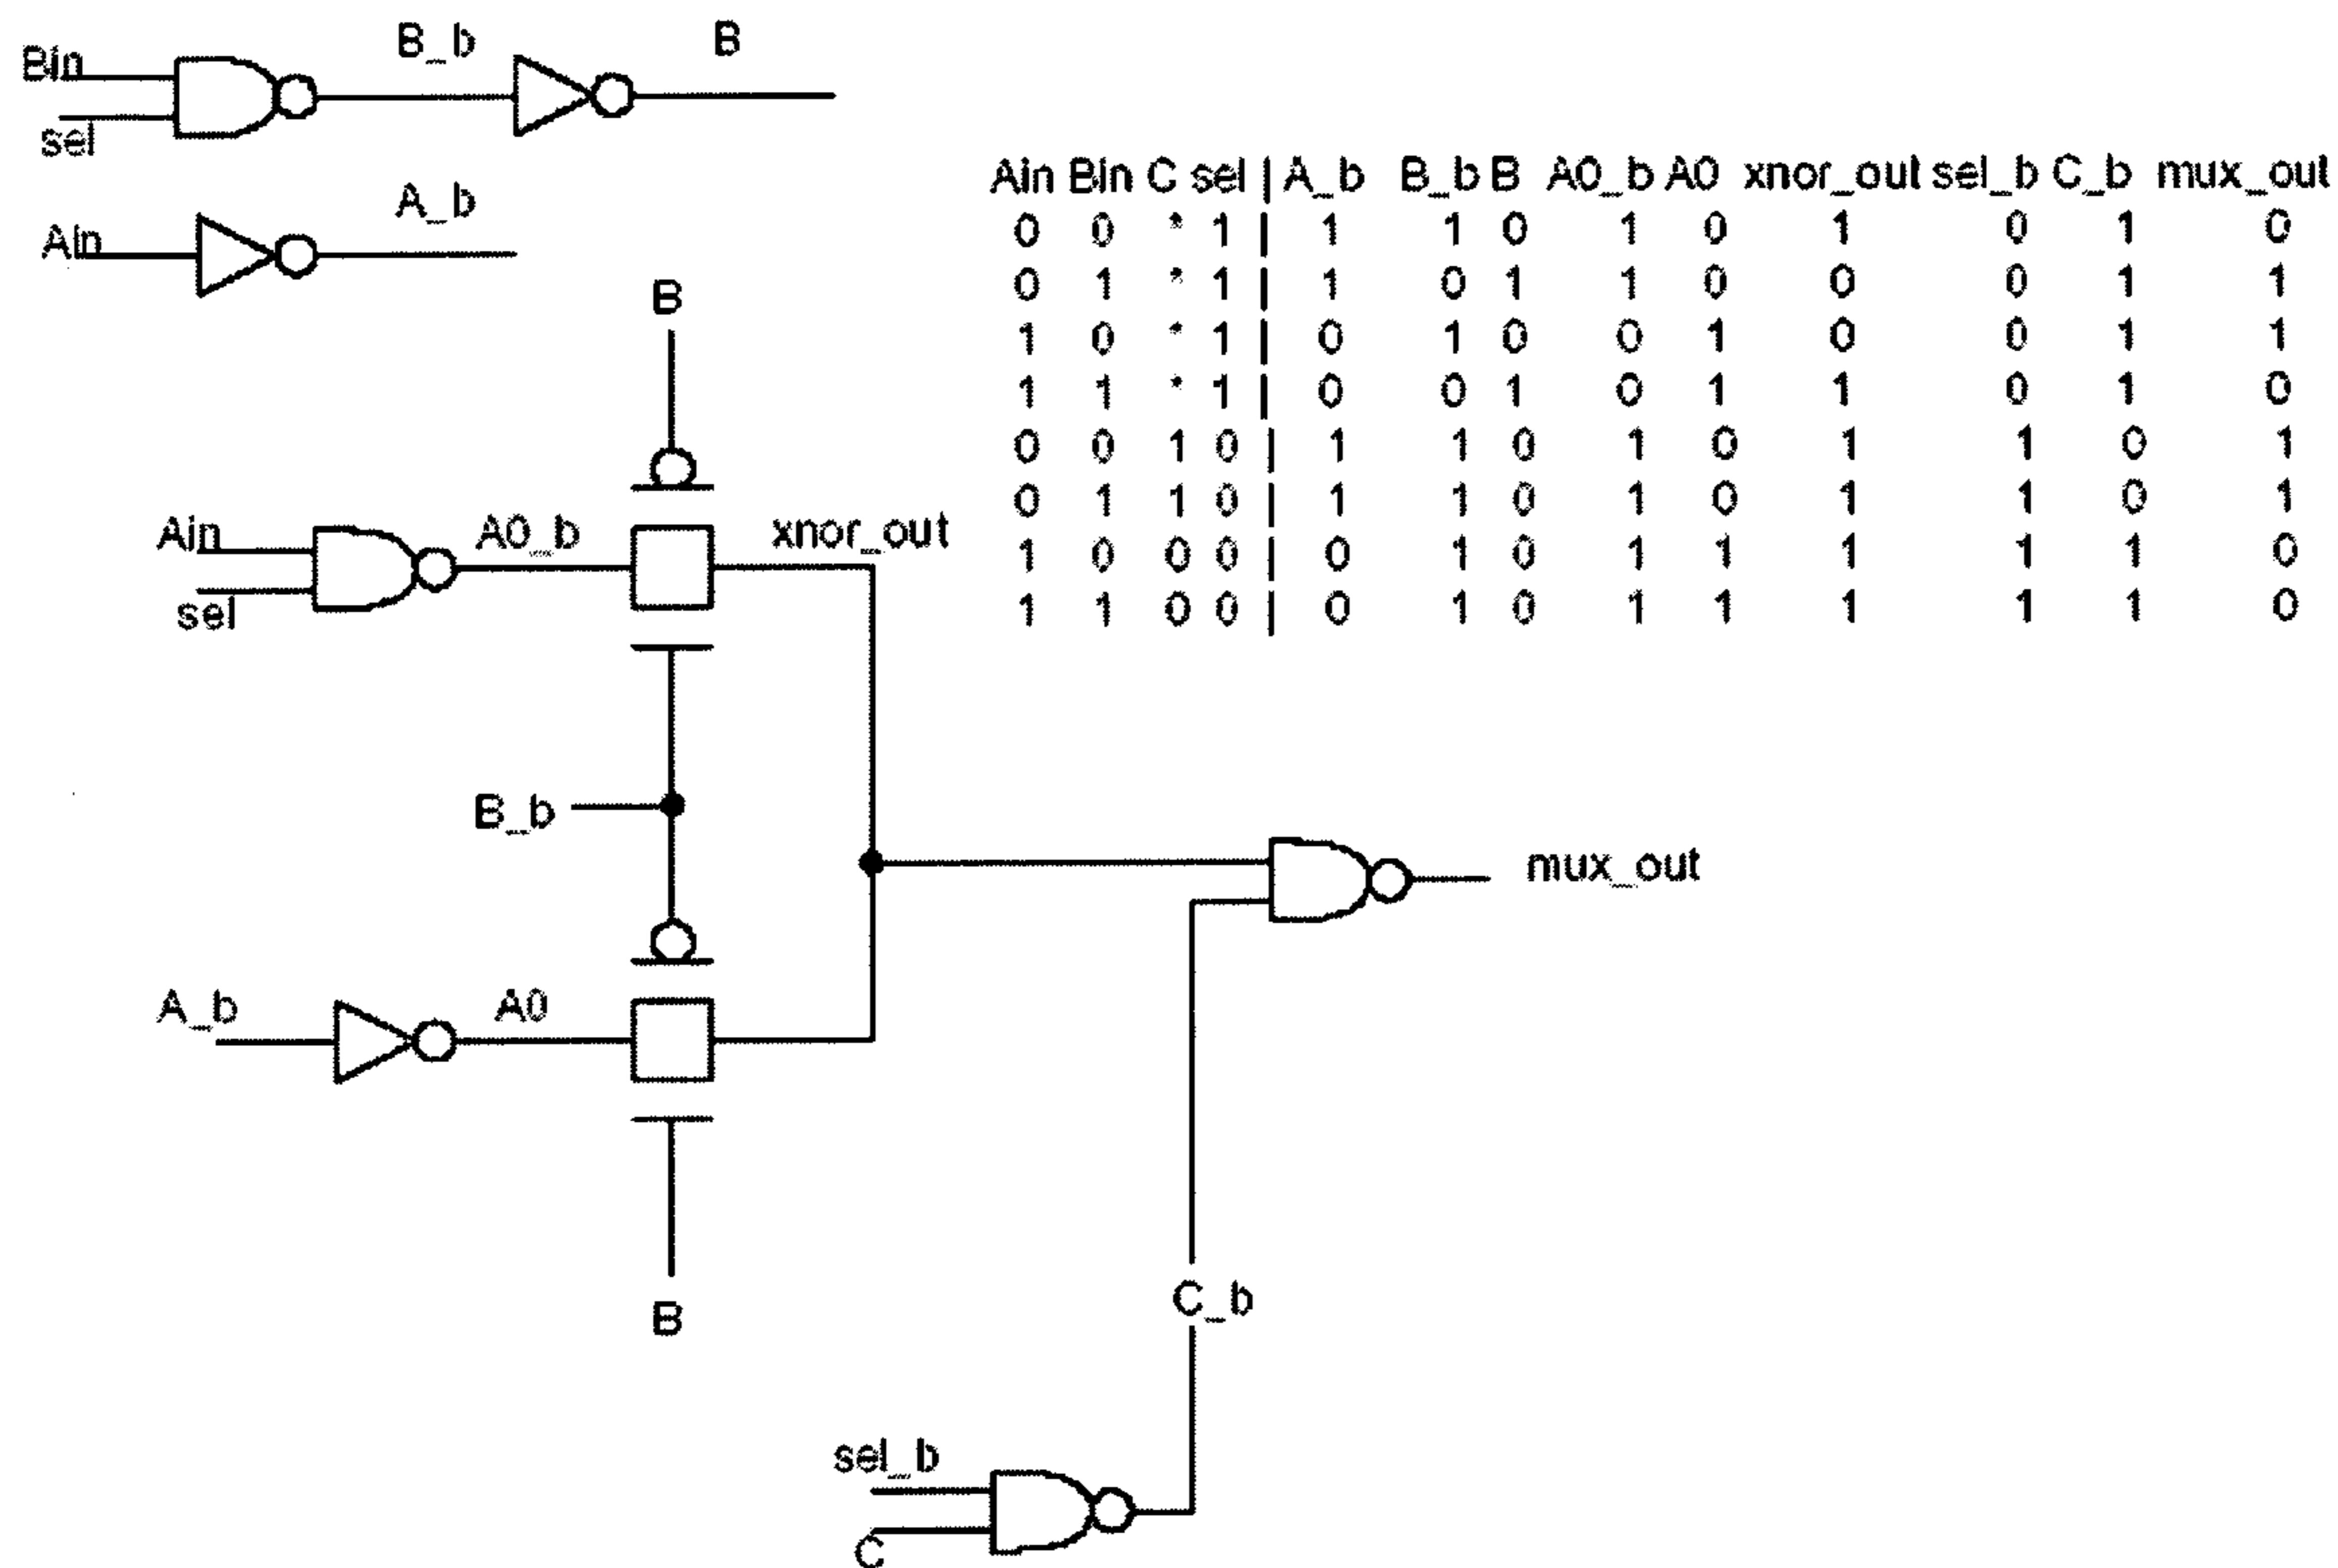 Bin
sel
B_b
B
Ain
A_b
B
Ain
sel
A0_b
xnor_out
B_b
A_b
A0
B
mux_out
C_b
sel_b
C
Ain Bin C sel | A_b B_b B A0_b A0 xnor_out sel_b C_b mux_out
0 0 * 1 | 1 1 0 1 0 1 0 1 0
0 1 * 1 | 1 0 1 1 0 0 0 1 1
1 0 * 1 | 0 1 0 0 1 0 0 1 1
1 1 * 1 | 0 0 1 0 1 1 0 1 0
0 0 1 0 | 1 1 0 1 0 1 1 0 1
0 1 1 0 | 1 1 0 1 0 1 1 0 1
1 0 0 0 | 0 1 0 1 1 1 1 1 0
1 1 0 0 | 0 1 0 1 1 1 1 1 0